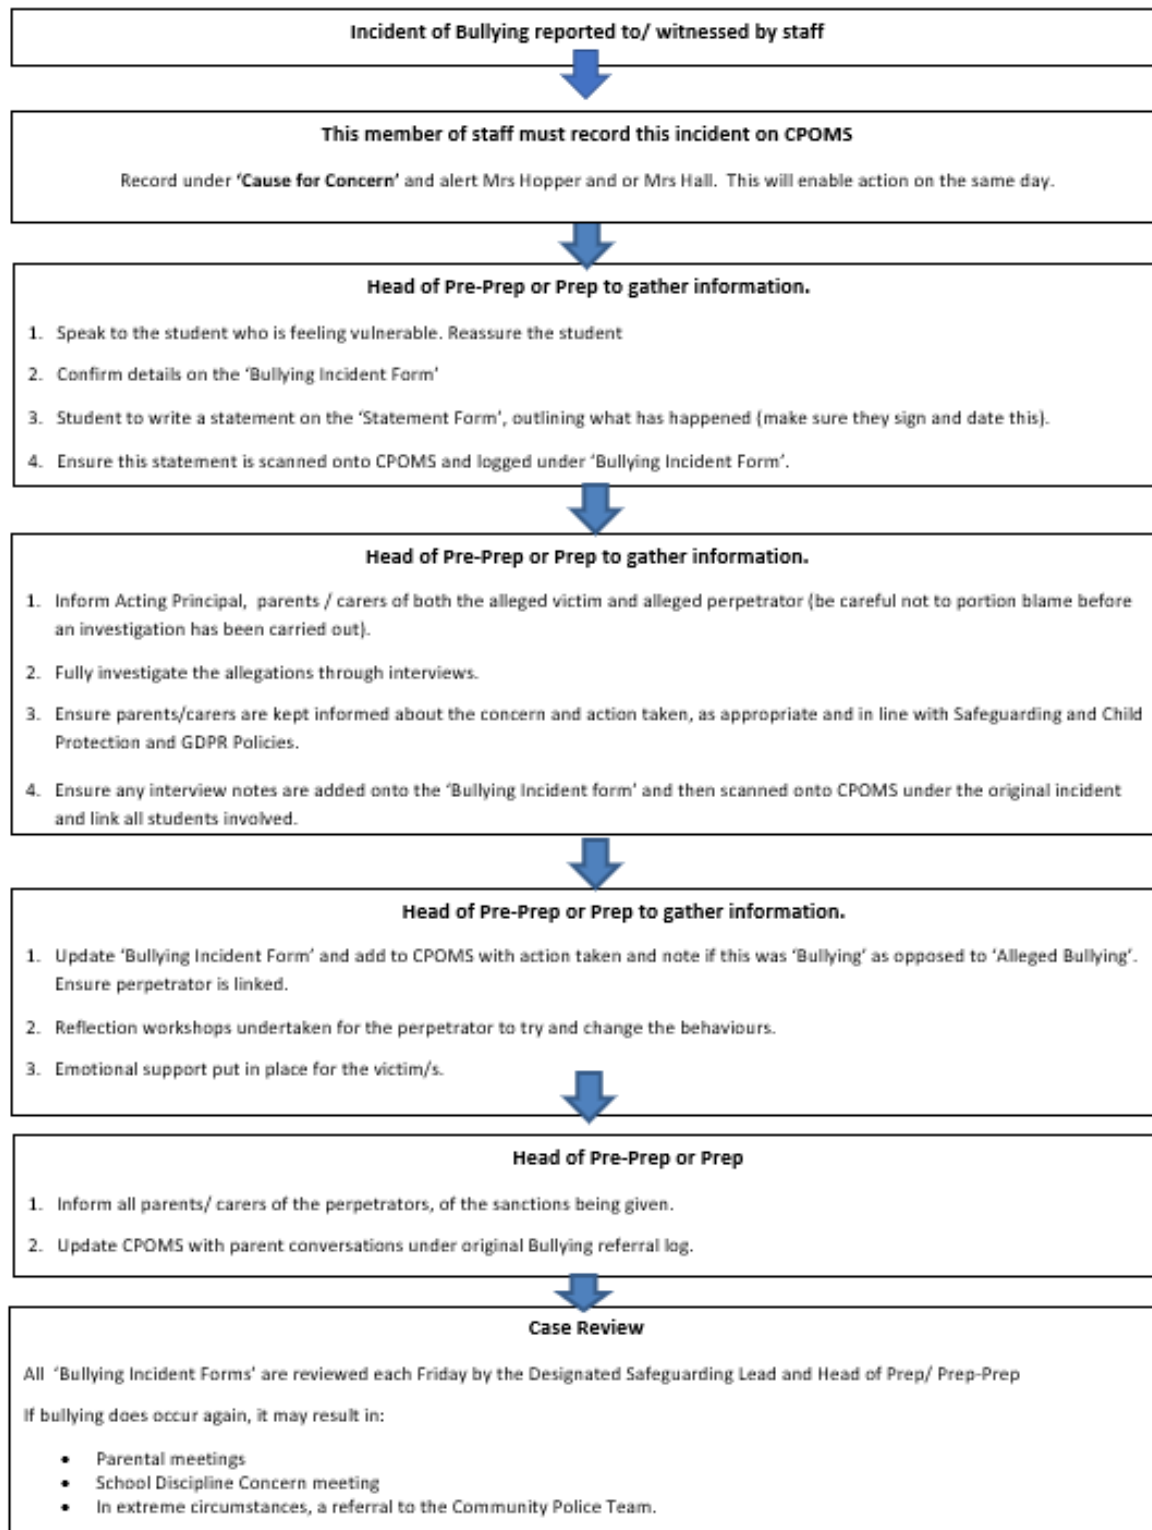 Incident of Bullying reported to/ witnessed by staff
This member of staff must record this incident on CPOMS
Record under ‘Cause for Concern’ and alert Mrs Hopper and or Mrs Hall.  This will enable action on the same day.
Head of Pre-Prep or Prep to gather information.
1. Speak to the student who is feeling vulnerable. Reassure the student
2. Confirm details on the ‘Bullying Incident Form’
3. Student to write a statement on the ‘Statement Form’, outlining what has happened (make sure they sign and date this).
4. Ensure this statement is scanned onto CPOMS and logged under ‘Bullying Incident Form’.
Head of Pre-Prep or Prep to gather information.
1. Inform Acting Principal,  parents / carers of both the alleged victim and alleged perpetrator (be careful not to portion blame before
an investigation has been carried out).
2. Fully investigate the allegations through interviews.
3. Ensure parents/carers are kept informed about the concern and action taken, as appropriate and in line with Safeguarding and Child
Protection and GDPR Policies.
4. Ensure any interview notes are added onto the ‘Bullying Incident form’ and then scanned onto CPOMS under the original incident
and link all students involved.
Head of Pre-Prep or Prep to gather information.
1. Update ‘Bullying Incident Form’ and add to CPOMS with action taken and note if this was ‘Bullying’ as opposed to ‘Alleged Bullying’.
Ensure perpetrator is linked.
2. Reflection workshops undertaken for the perpetrator to try and change the behaviours.
3. Emotional support put in place for the victim/s.
Head of Pre-Prep or Prep
1. Inform all parents/ carers of the perpetrators, of the sanctions being given.
2. Update CPOMS with parent conversations under original Bullying referral log.
Case Review
All  ‘Bullying Incident Forms’ are reviewed each Friday by the Designated Safeguarding Lead and Head of Prep/ Prep-Prep
If bullying does occur again, it may result in:
• Parental meetings
• School Discipline Concern meeting
• In extreme circumstances, a referral to the Community Police Team.